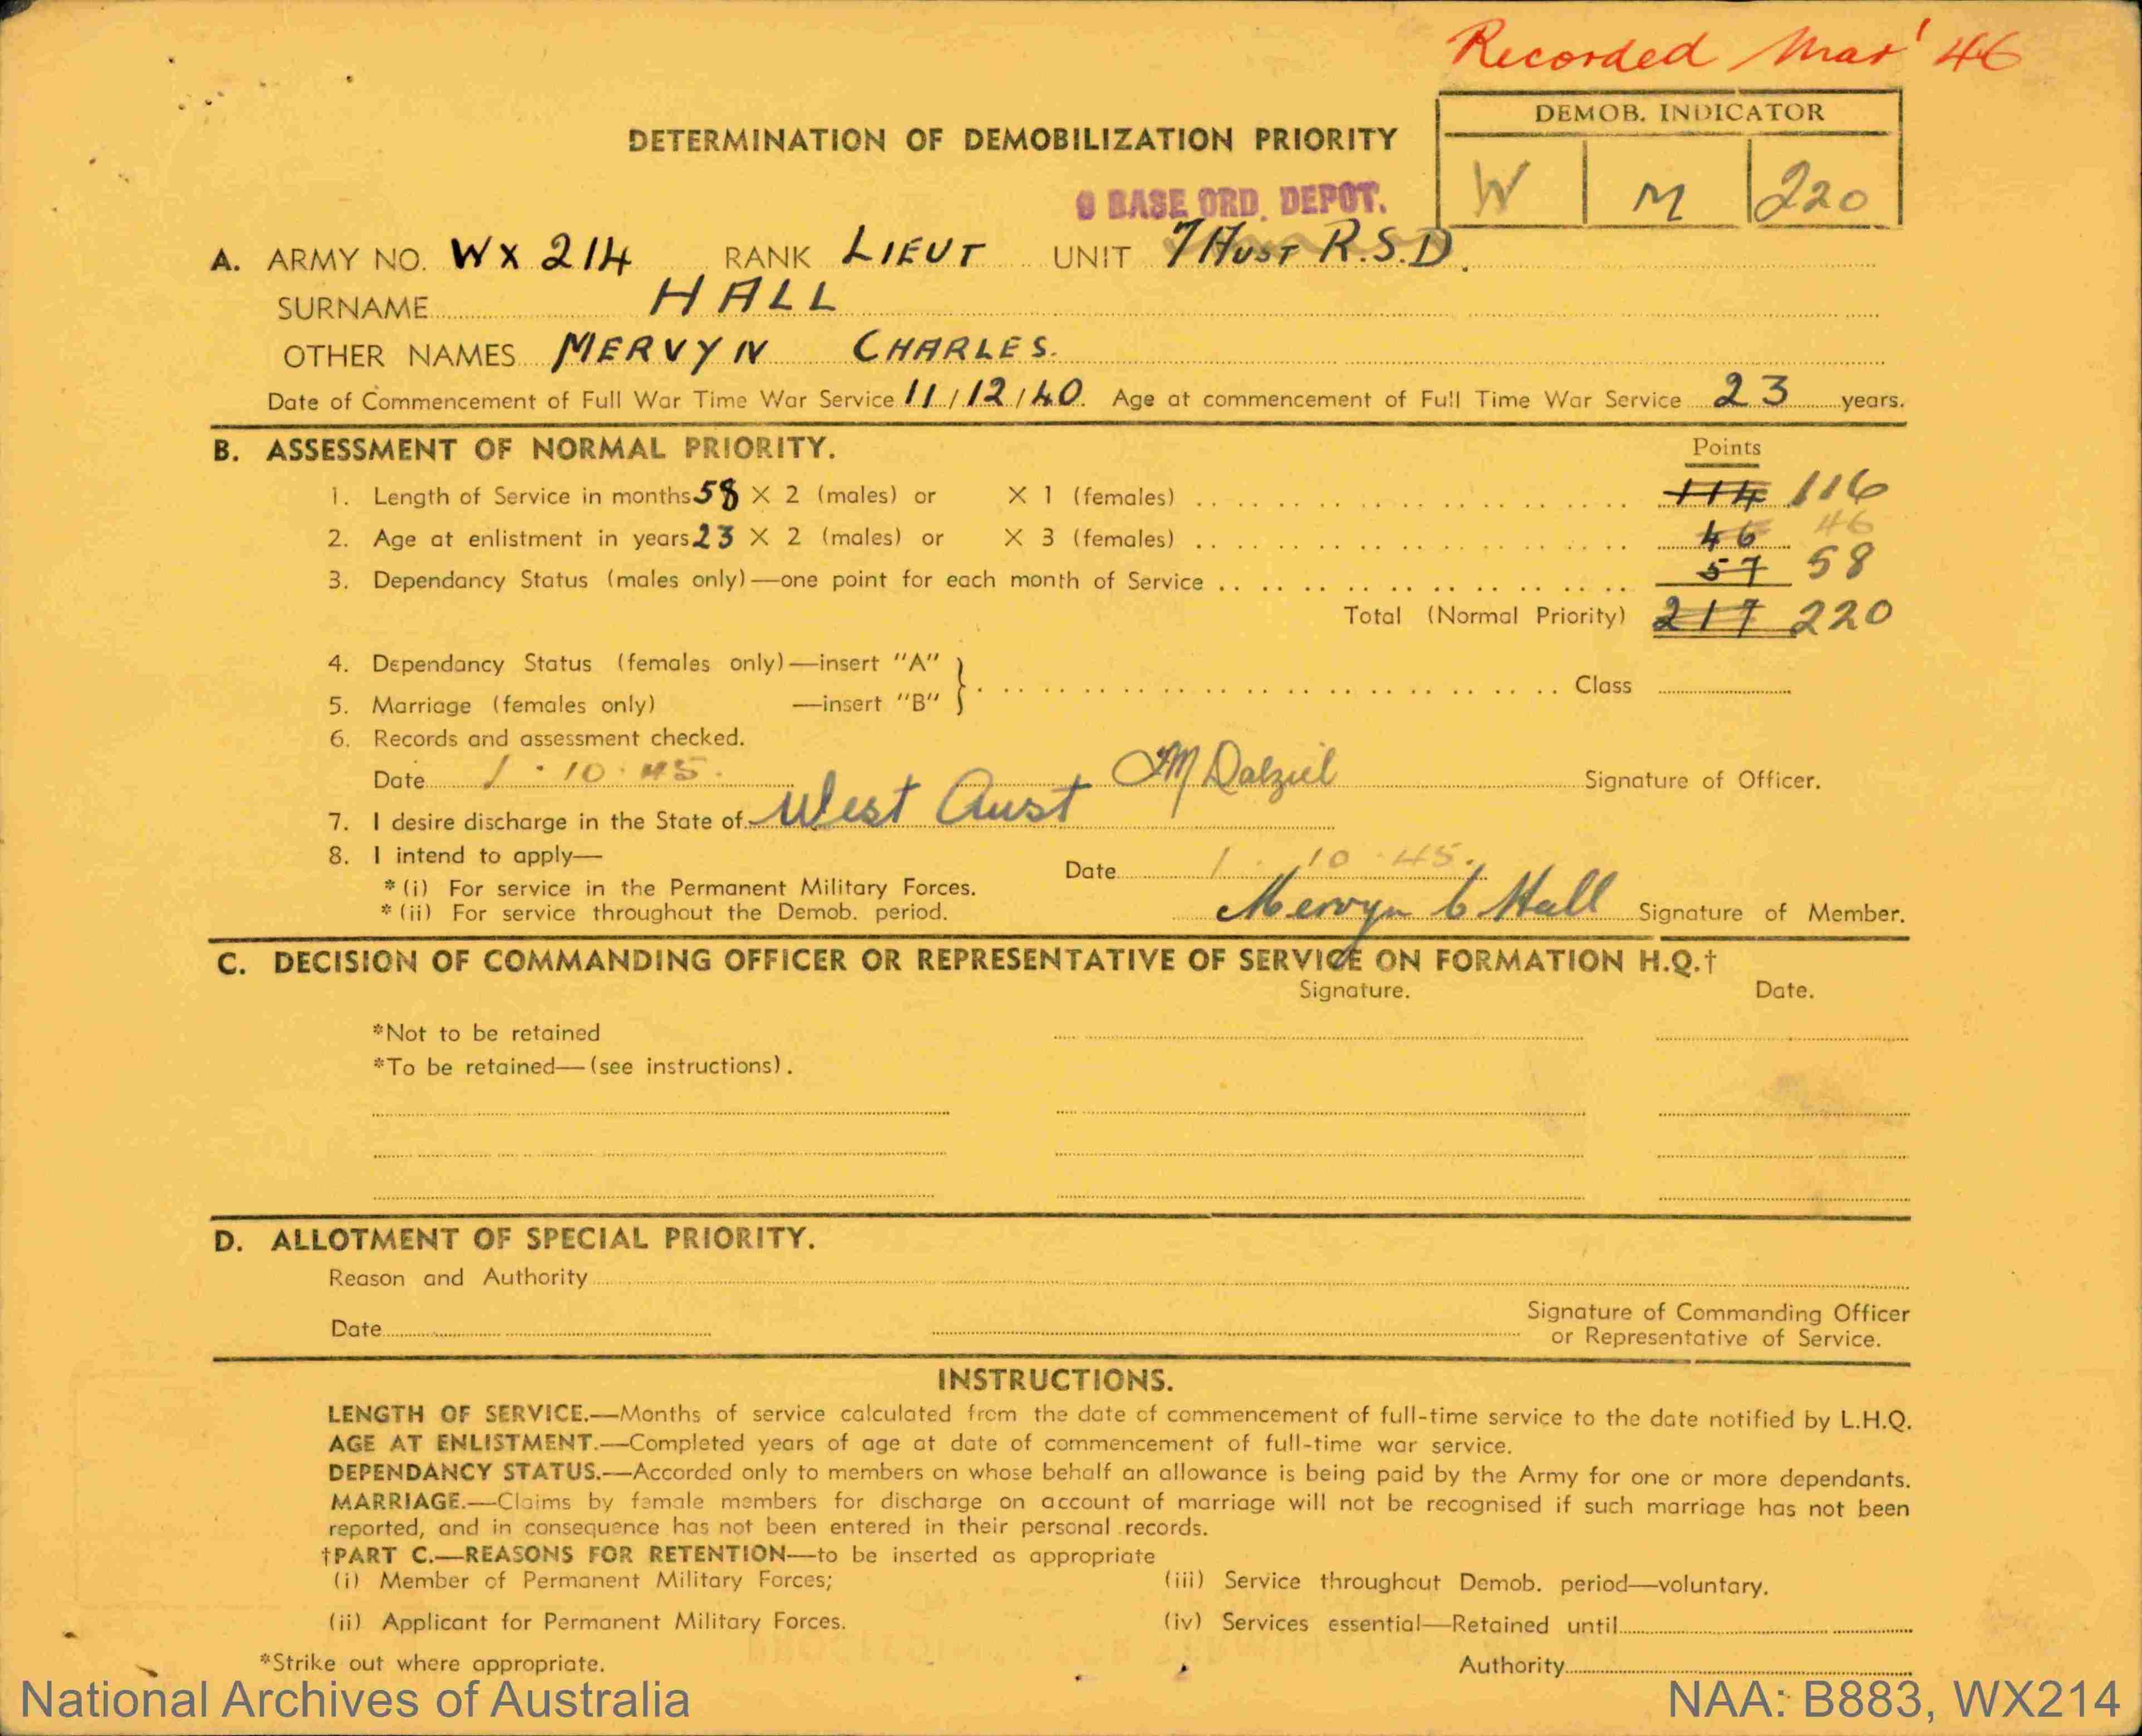 Recorded Mar' 46
DEMOB. INDICATOR
W M 220
DETERMINATION OF DEMOBILIZATION PRIORITY
9 BASE ORD. DEPOT.
A. ARMY NO. WX 214 RANK LIEUT UNIT 7 AUST R.S.D.
SURNAME HALL
OTHER NAMES MERVYN CHARLES.
Date of Commencement of Full War Time War Service 11/12/40. Age at commencement of Full Time War Service 23 years.
B. ASSESSMENT OF NORMAL PRIORITY.
Points
1. Length of Service in months 58 X 2 (males) or X 1 (females) 114 116
2. Age at enlistment in years 23 X 2 (males) or X 3 (females) 46 46
3. Dependancy Status (males only)—one point for each month of Service 57 58
Total (Normal Priority) 217 220
4. Dependancy Status (females only)—insert "A"
5. Marriage (females only) —insert "B" Class
6. Records and assessment checked.
Date 1.10.45. JM Dalziel Signature of Officer.
7. I desire discharge in the State of West Aust
8. I intend to apply— Date 1.10.45.
*(i) For service in the Permanent Military Forces.
*(ii) For service throughout the Demob. period. Mervyn C Hall Signature of Member.
C. DECISION OF COMMANDING OFFICER OR REPRESENTATIVE OF SERVICE ON FORMATION H.Q.†
Signature. Date.
*Not to be retained
*To be retained—(see instructions).
D. ALLOTMENT OF SPECIAL PRIORITY.
Reason and Authority
Signature of Commanding Officer
Date or Representative of Service.
INSTRUCTIONS.
LENGTH OF SERVICE.—Months of service calculated from the date of commencement of full-time service to the date notified by L.H.Q.
AGE AT ENLISTMENT.—Completed years of age at date of commencement of full-time war service.
DEPENDANCY STATUS.—Accorded only to members on whose behalf an allowance is being paid by the Army for one or more dependants.
MARRIAGE.—Claims by female members for discharge on account of marriage will not be recognised if such marriage has not been
reported, and in consequence has not been entered in their personal records.
†PART C.—REASONS FOR RETENTION—to be inserted as appropriate
(i) Member of Permanent Military Forces; (iii) Service throughout Demob. period—voluntary.
(ii) Applicant for Permanent Military Forces. (iv) Services essential—Retained until
*Strike out where appropriate. Authority
National Archives of Australia NAA: B883, WX214